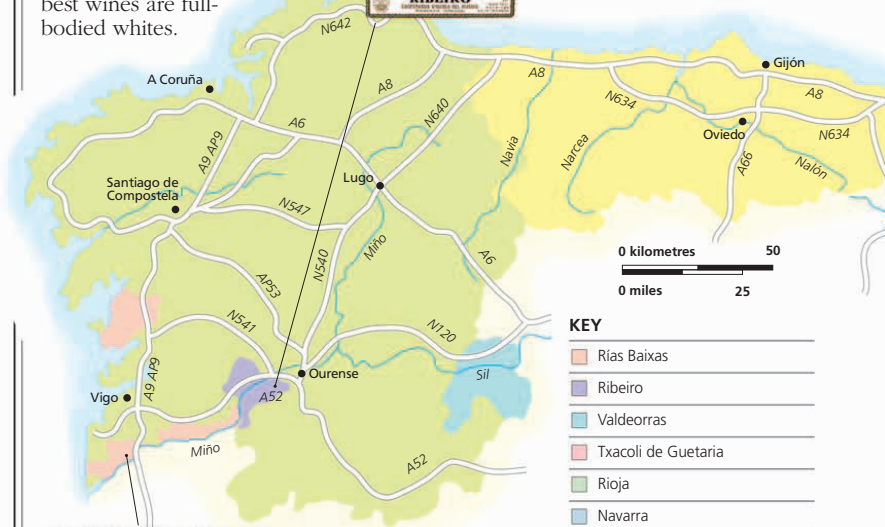 best wines are full-
bodied whites.
RIBEIRO
N642
A Coruña
A8
A6
N640
A9 AP9
Santiago de
Compostela
Lugo
N547
Miño
N540
AP53
N541
A6
N120
Ourense
Sil
A9 AP9
Vigo
A52
Miño
A52
Navia
A8
N634
Narcea
Gijón
A8
Oviedo
N634
A66
Nalón
0 kilometres 50
0 miles 25
KEY
Rías Baixas
Ribeiro
Valdeorras
Txacoli de Guetaria
Rioja
Navarra